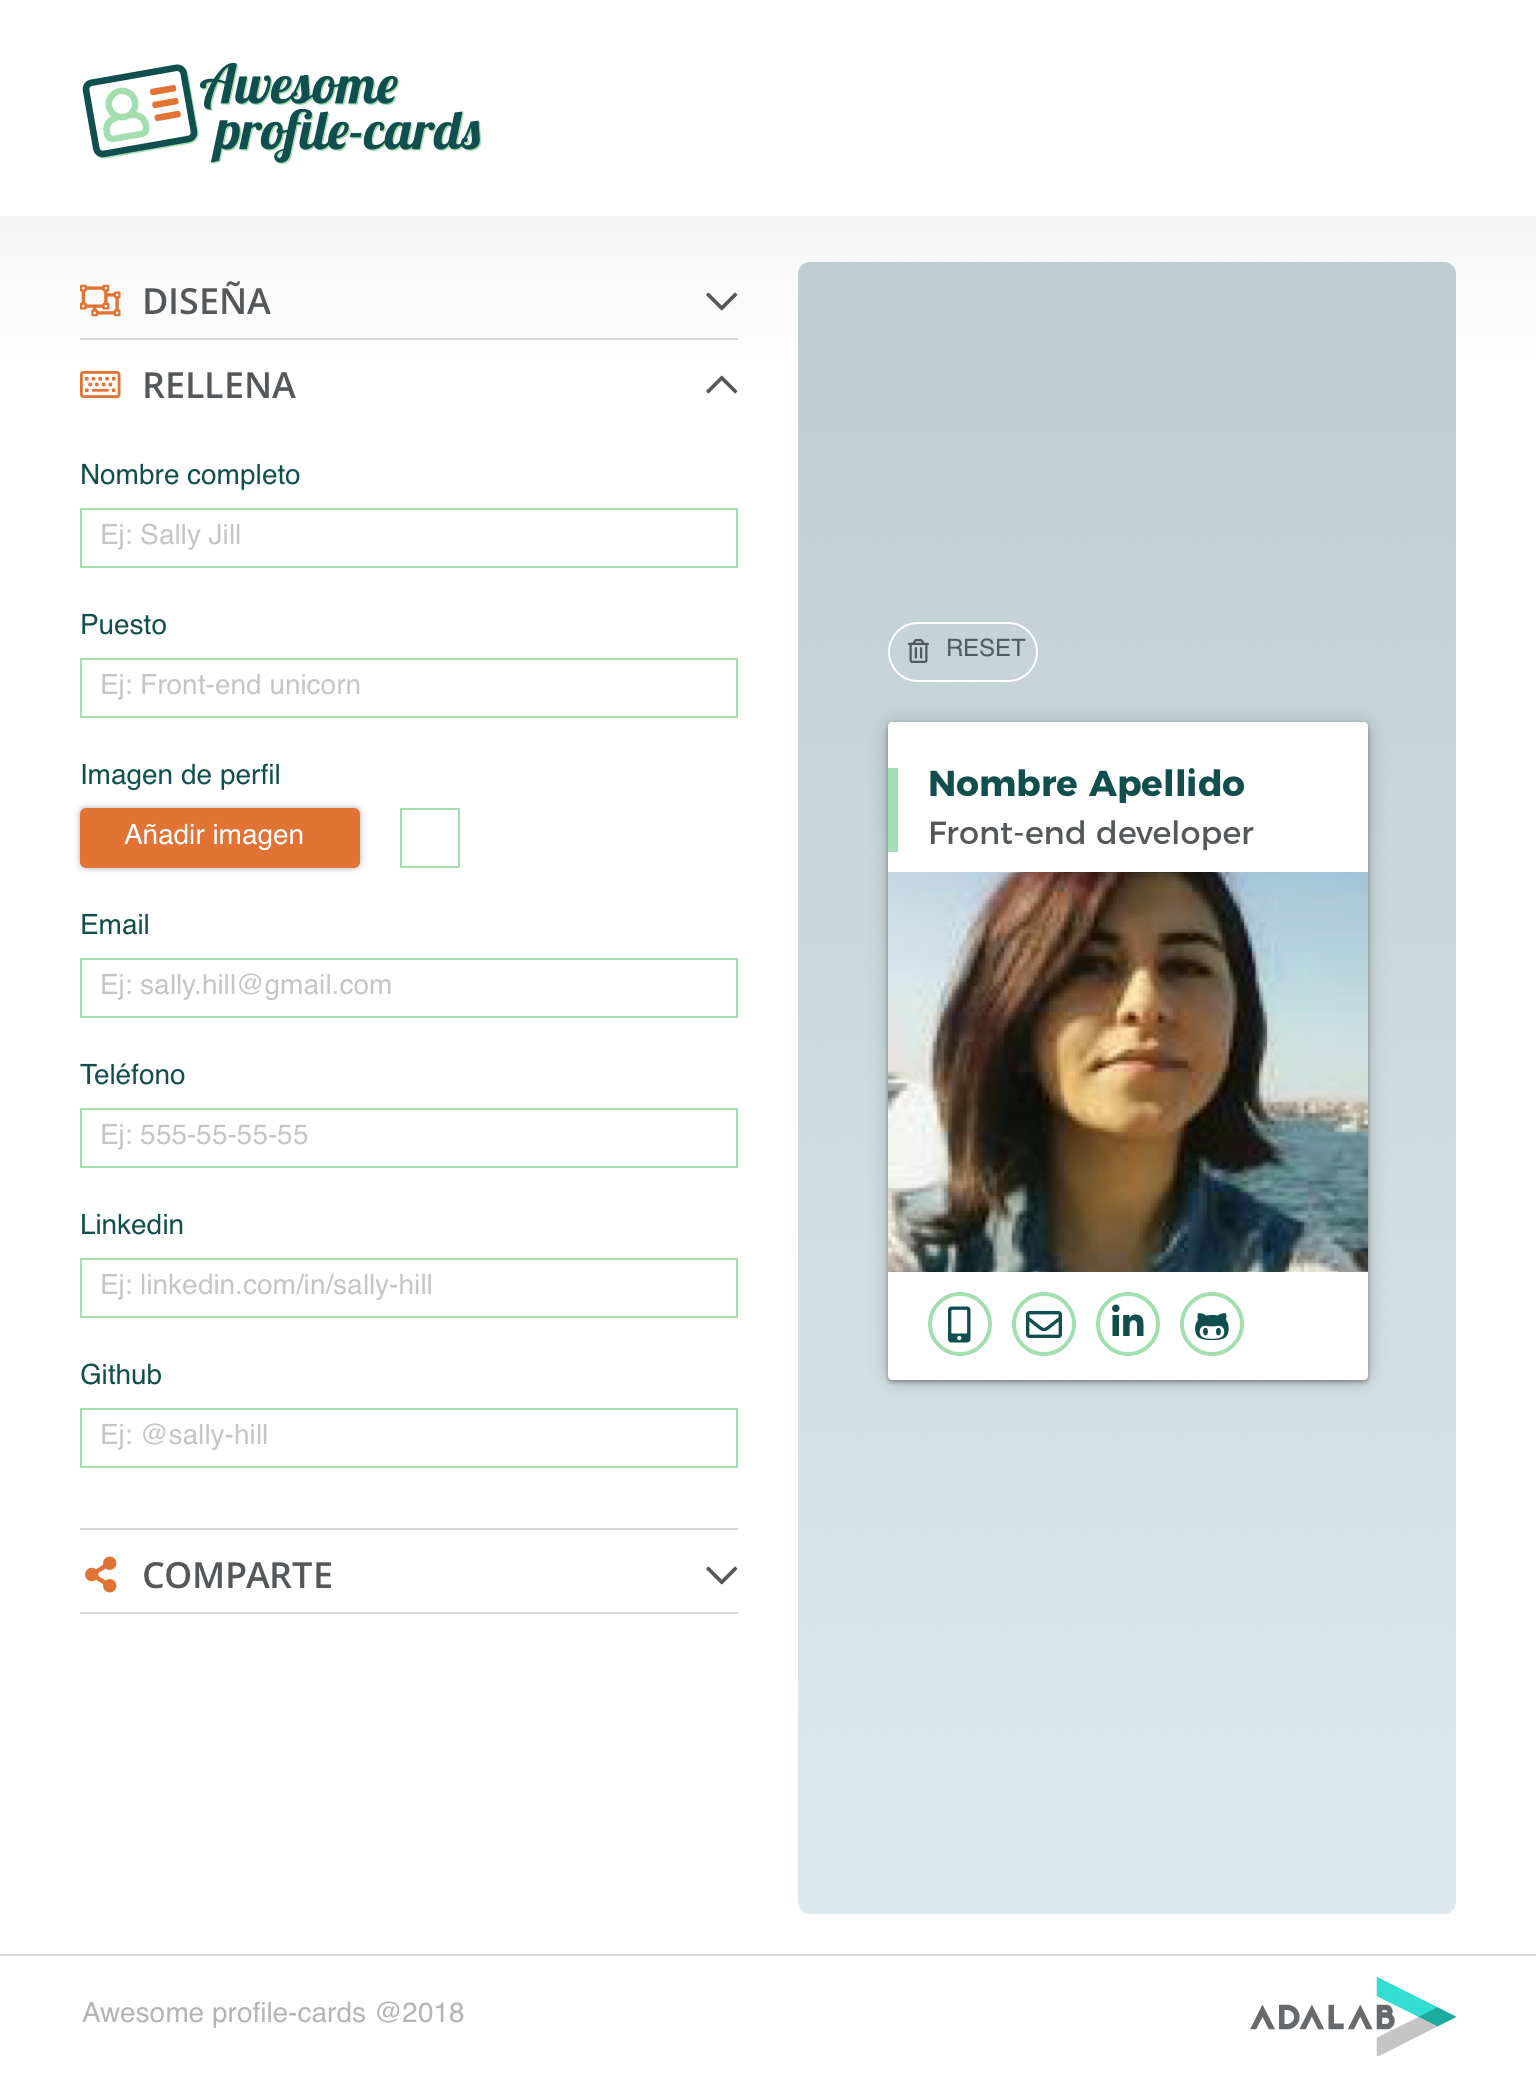 Awesome
profile-cards
DISEÑA
RELLENA
Nombre completo
Ej: Sally Jill
Puesto
Ej: Front-end unicorn
Imagen de perfil
Añadir imagen
Email
Ej: sally.hill@gmail.com
Teléfono
Ej: 555-55-55-55
Linkedin
Ej: linkedin.com/in/sally-hill
Github
Ej: @sally-hill
COMPARTE
RESET
Nombre Apellido
Front-end developer
in
Awesome profile-cards @2018
ADALAB